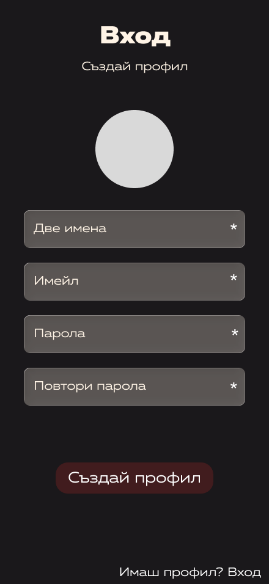 Вход
Създай профил
Две имена *
Имейл *
Парола *
Повтори парола *
Създай профил
Имаш профил? Вход